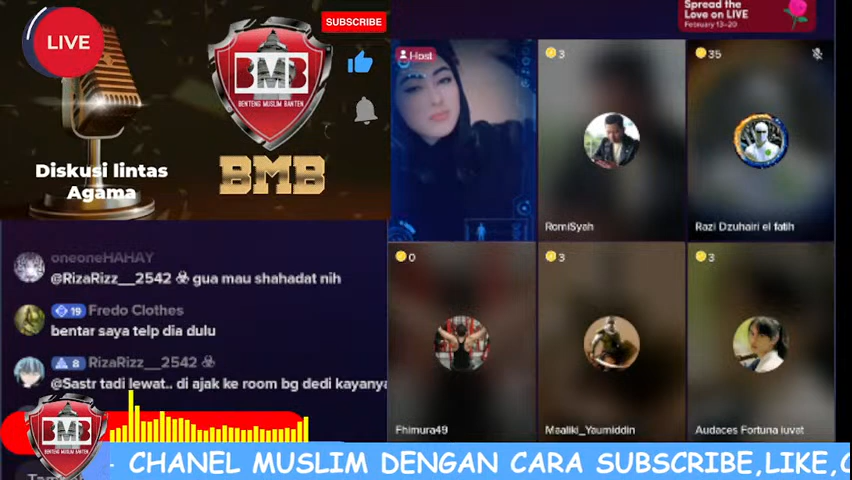 LIVE
SUBSCRIBE
BMB
BENTENG MUSLIM BANTEN
Diskusi lintas
Agama
BMB
Spread the
Love on LIVE
February 13-20
Host
3
35
RomiSyah
Razi Dzuhairi el fatih
0
3
3
Fhimura49
Maaliki_Yaumiddin
Audaces Fortuna iuvat
oneoneHAHAY
@RizaRizz__2542 ☣ gua mau shahadat nih
19 Fredo Clothes
bentar saya telp dia dulu
8 RizaRizz__2542 ☣
@Sastr tadi lewat.. di ajak ke room bg dedi kayanya
BMB
BENTENG MUSLIM BANTEN
- CHANEL MUSLIM DENGAN CARA SUBSCRIBE,LIKE,